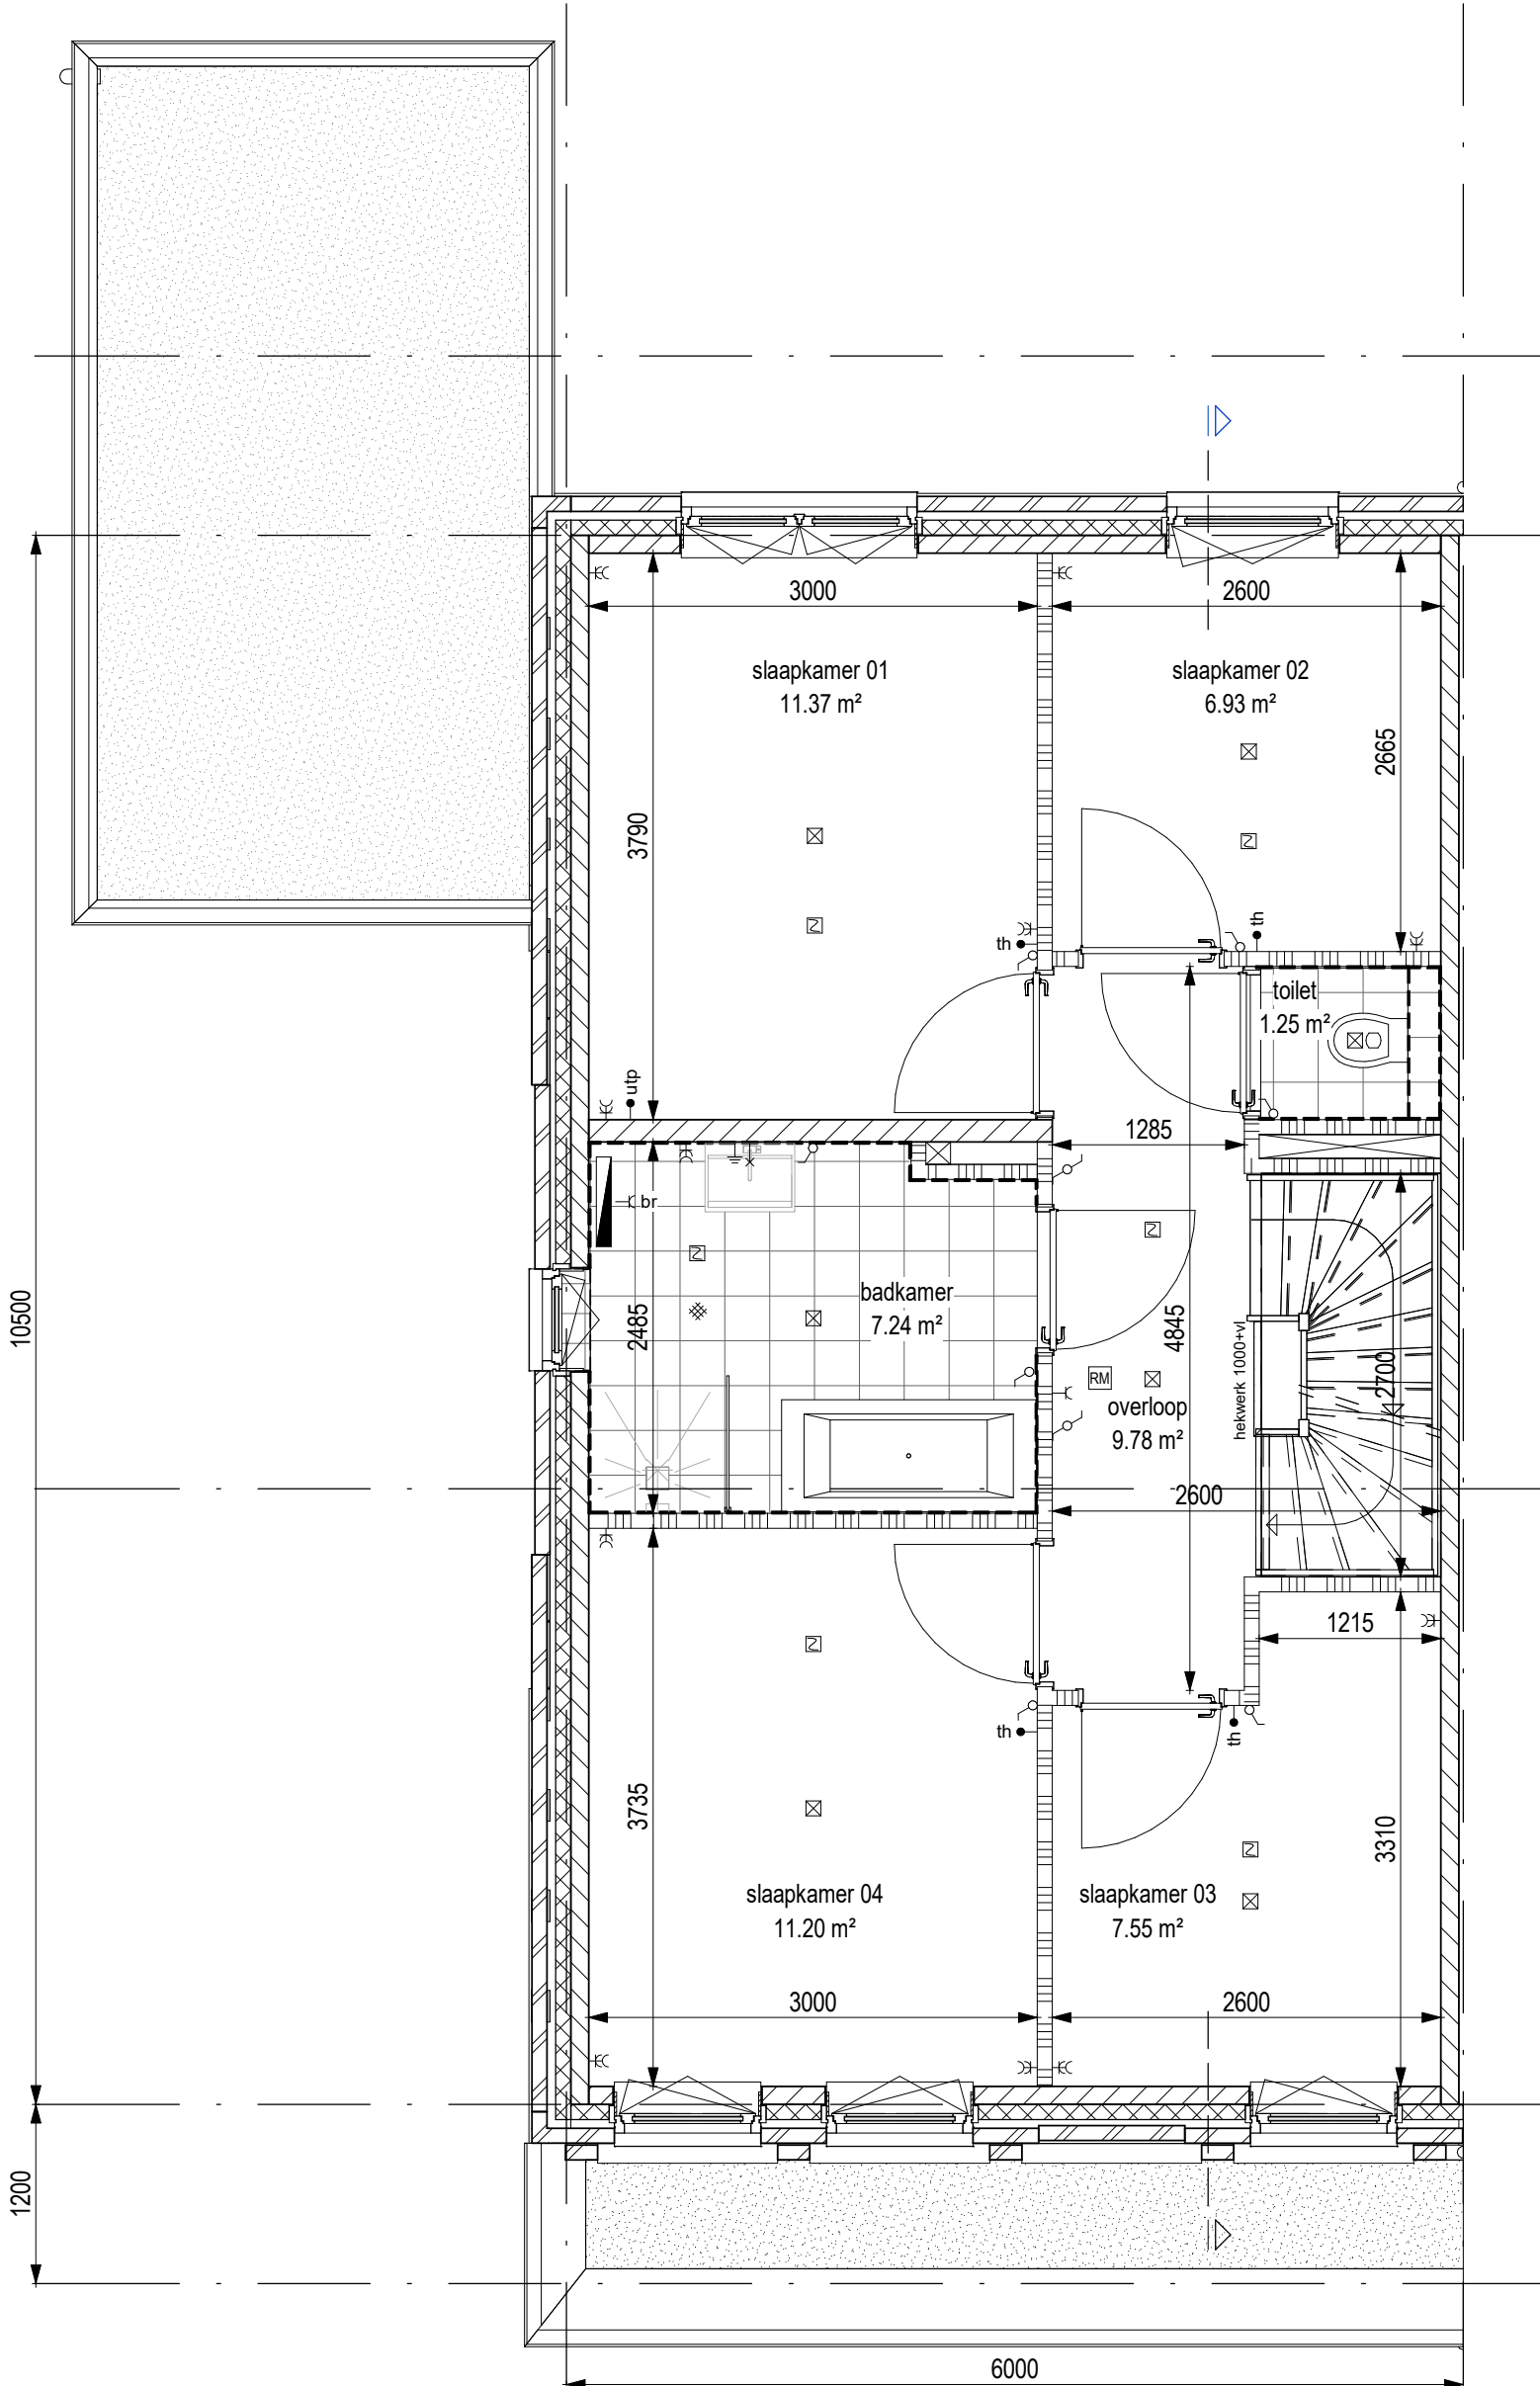 3000
2600
slaapkamer 01
11.37 m²
slaapkamer 02
6.93 m²
2665
3790
th
th
toilet
1.25 m²
utp
1285
br
10500
2485
badkamer
7.24 m²
4845
hekwerk 1000+vl
2700
RM
overloop
9.78 m²
2600
1215
th
th
3735
3310
slaapkamer 04
11.20 m²
slaapkamer 03
7.55 m²
3000
2600
1200
6000